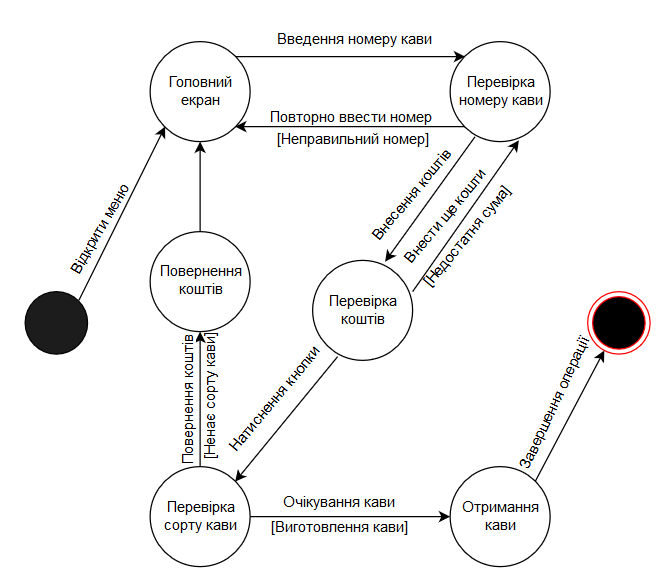 Введення номеру кави
Головний
екран
Перевірка
номеру кави
Повторно ввести номер
[Неправильний номер]
Відкрити меню
Внесення коштів
Внести ще кошти
[Недостатня сума]
Повернення
коштів
Перевірка
коштів
Повернення коштів
[Ненає сорту кави]
Натиснення кнопки
Завершення операції
Перевірка
сорту кави
Очікування кави
[Виготовлення кави]
Отримання
кави